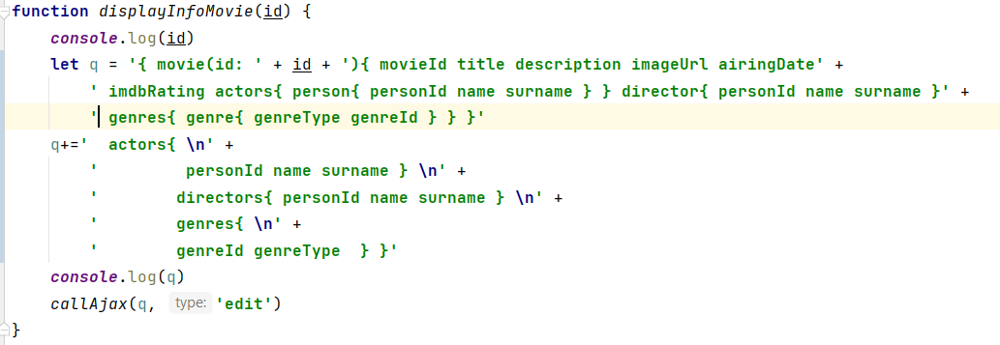 function displayInfoMovie(id) {
    console.log(id)
    let q = '{ movie(id: ' + id + '){ movieId title description imageUrl airingDate' +
        ' imdbRating actors{ person{ personId name surname } } director{ personId name surname }' +
        ' genres{ genre{ genreType genreId } } }'
    q+='  actors{ \n' +
        '         personId name surname } \n' +
        '        directors{ personId name surname } \n' +
        '        genres{ \n' +
        '        genreId genreType  } }'
    console.log(q)
    callAjax(q, type: 'edit')
}